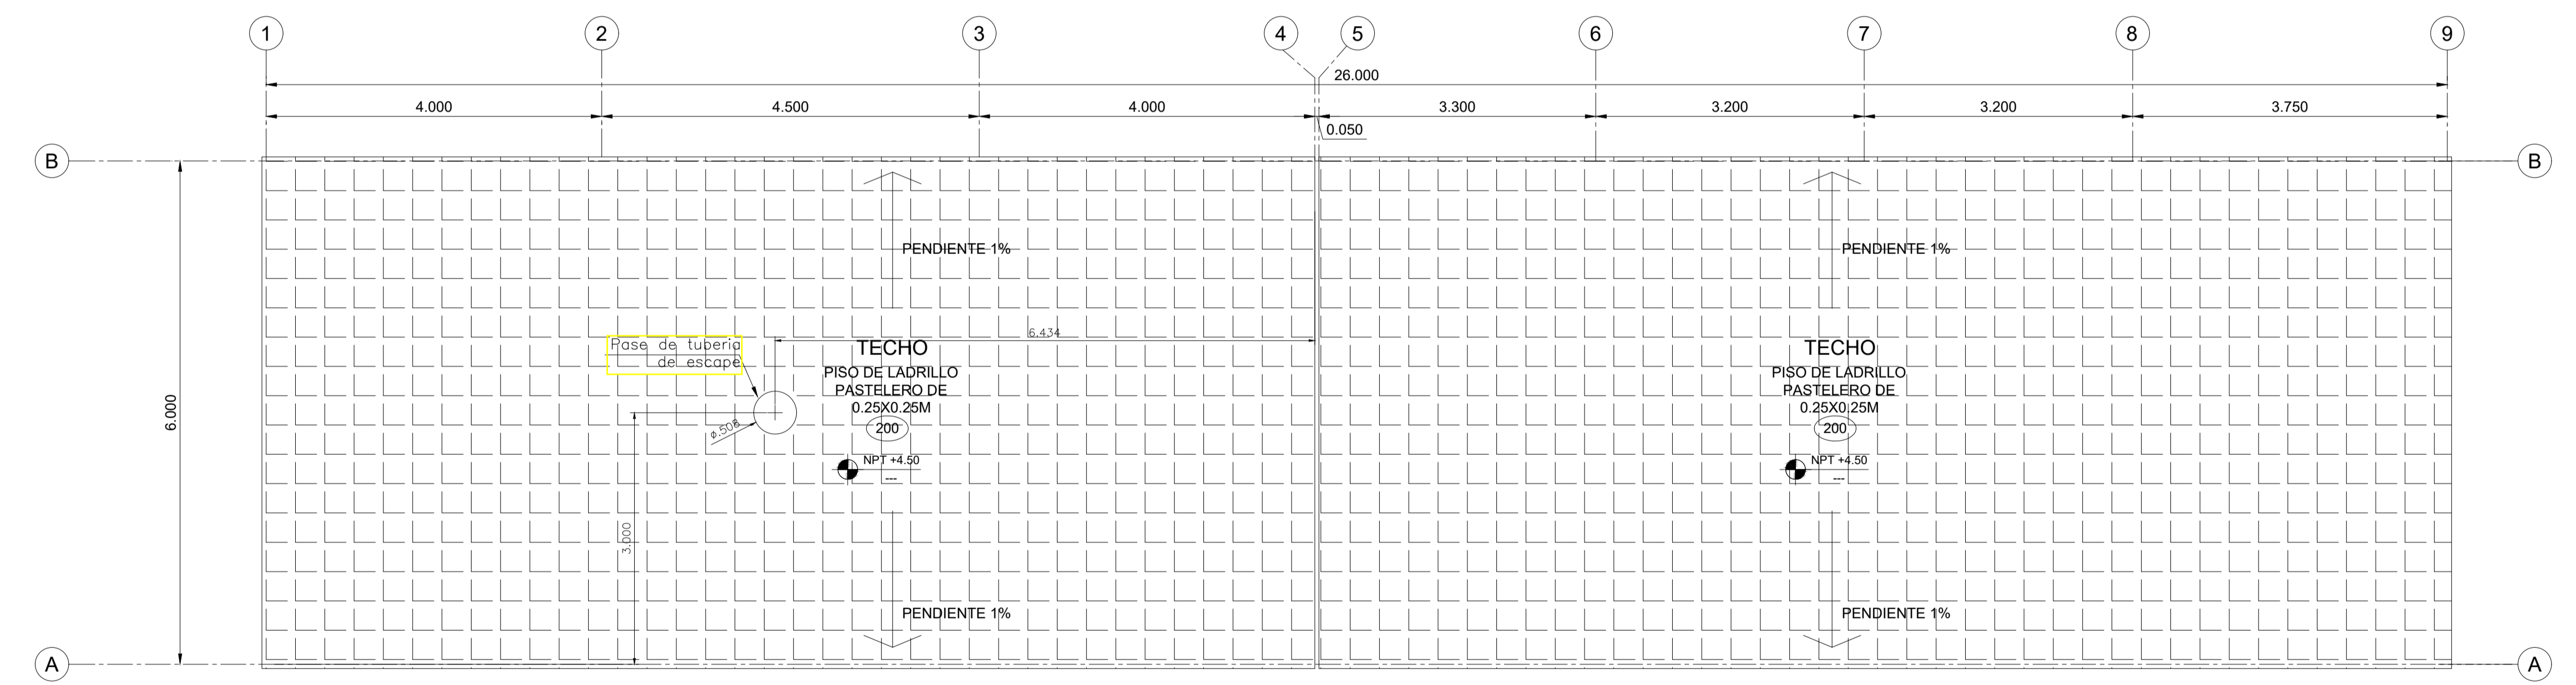 1 2 3 4 5 6 7 8 9
26.000
4.000 4.500 4.000 3.300 3.200 3.200 3.750
0.050
B B
6.000
PENDIENTE 1% PENDIENTE 1%
6.434
Pase de tuberia
de escape
ø.508
3.000
TECHO
PISO DE LADRILLO
PASTELERO DE
0.25X0.25M
200
NPT +4.50
---
TECHO
PISO DE LADRILLO
PASTELERO DE
0.25X0.25M
200
NPT +4.50
---
PENDIENTE 1% PENDIENTE 1%
A A